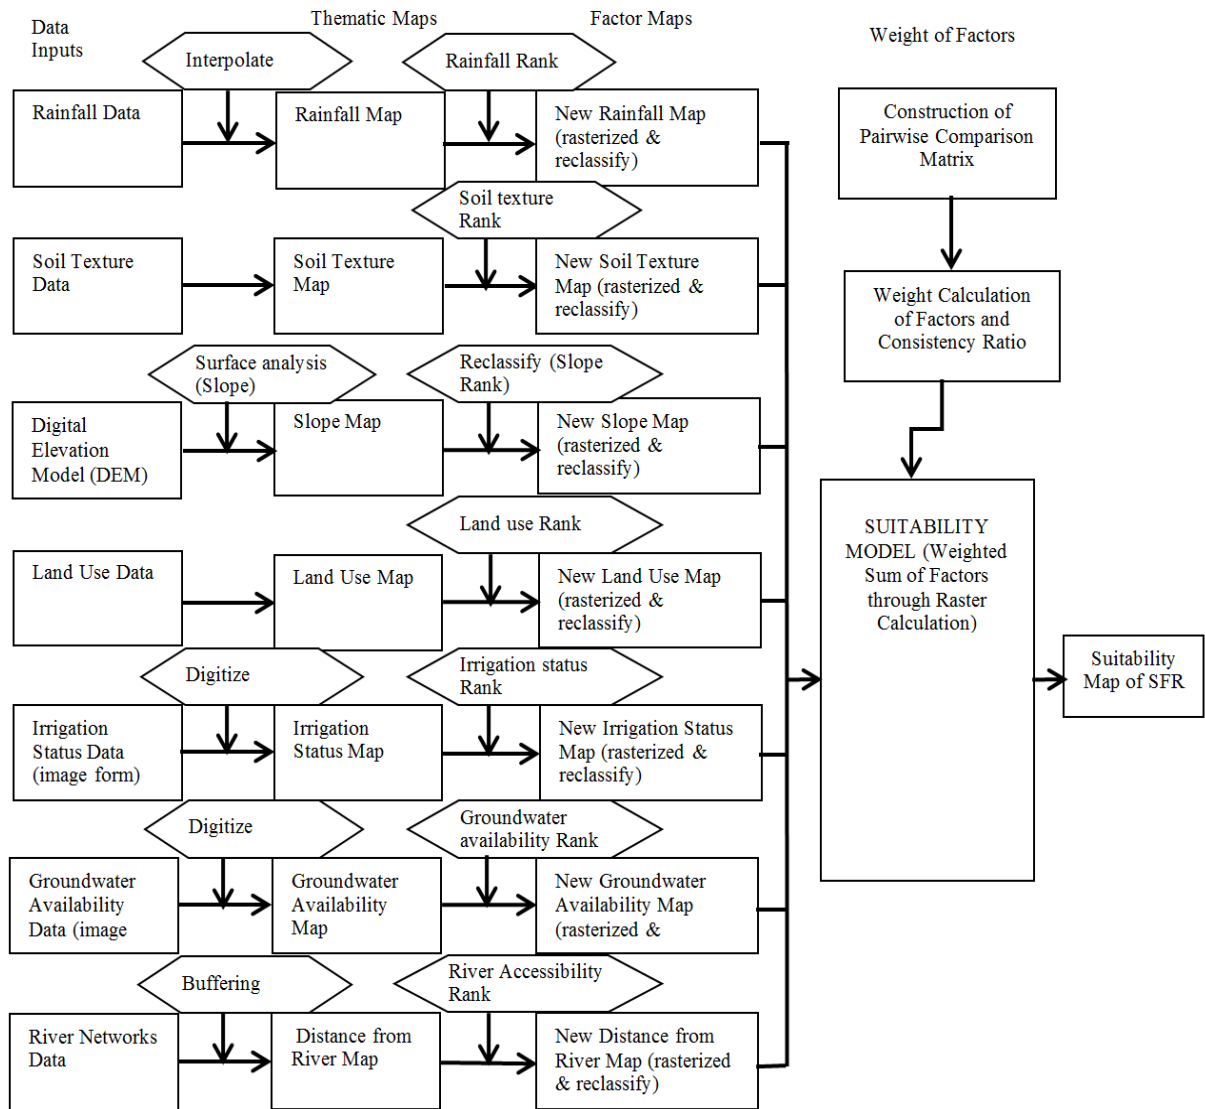 Data
Inputs
Thematic Maps
Factor Maps
Weight of Factors
Interpolate
Rainfall Rank
Rainfall Data
Rainfall Map
New Rainfall Map
(rasterized &
reclassify)
Construction of
Pairwise Comparison
Matrix
Soil texture
Rank
Soil Texture
Data
Soil Texture
Map
New Soil Texture
Map (rasterized &
reclassify)
Weight Calculation
of Factors and
Consistency Ratio
Surface analysis
(Slope)
Reclassify (Slope
Rank)
Digital
Elevation
Model (DEM)
Slope Map
New Slope Map
(rasterized &
reclassify)
Land use Rank
Land Use Data
Land Use Map
New Land Use Map
(rasterized &
reclassify)
SUITABILITY
MODEL (Weighted
Sum of Factors
through Raster
Calculation)
Suitability
Map of SFR
Digitize
Irrigation status
Rank
Irrigation
Status Data
(image form)
Irrigation
Status Map
New Irrigation Status
Map (rasterized &
reclassify)
Digitize
Groundwater
availability Rank
Groundwater
Availability
Data (image
Groundwater
Availability
Map
New Groundwater
Availability Map
(rasterized &
Buffering
River Accessibility
Rank
River Networks
Data
Distance from
River Map
New Distance from
River Map (rasterized
& reclassify)